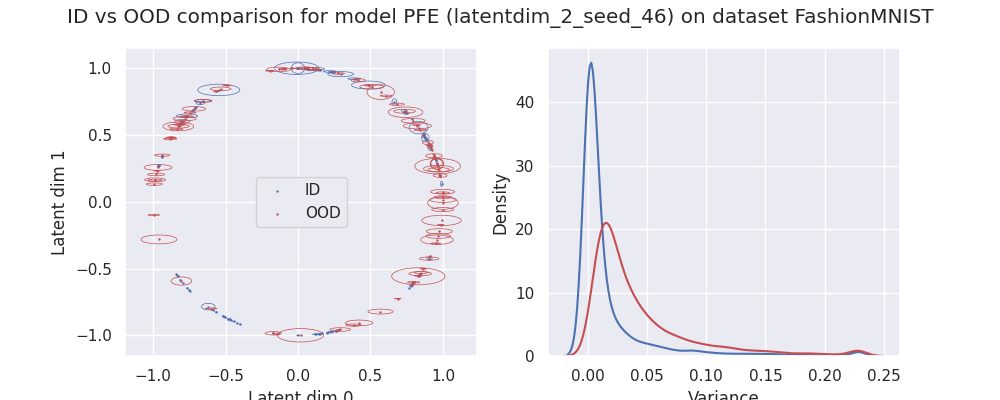 ID vs OOD comparison for model PFE (latentdim_2_seed_46) on dataset FashionMNIST
Latent dim 1
1.0
0.5
0.0
−0.5
−1.0
ID
OOD
−1.0 −0.5 0.0 0.5 1.0
Latent dim 0
Density
40
30
20
10
0
0.00 0.05 0.10 0.15 0.20 0.25
Variance